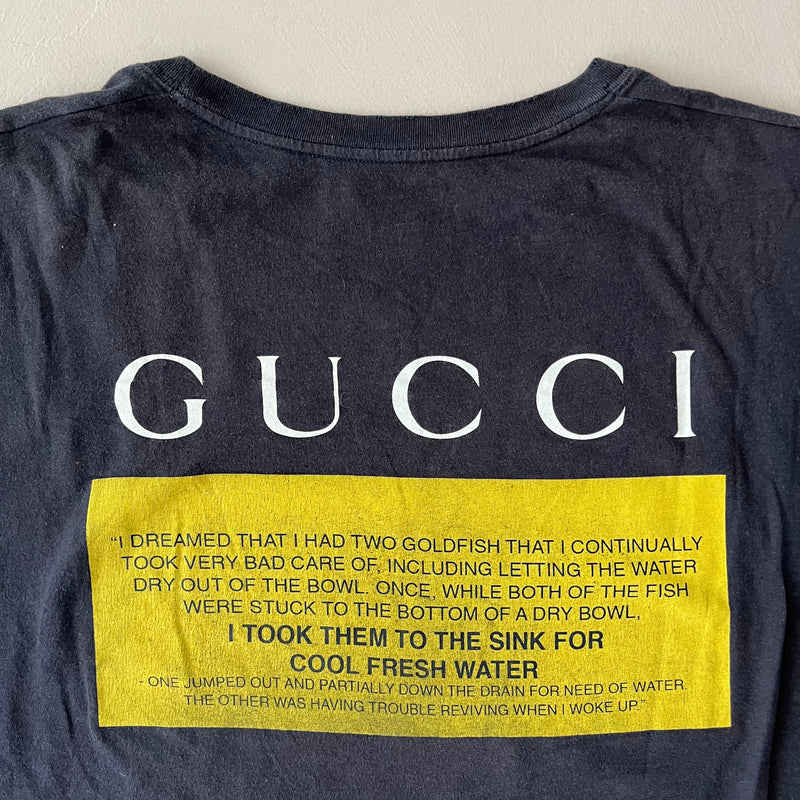 GUCCI
“I DREAMED THAT I HAD TWO GOLDFISH THAT I CONTINUALLY
TOOK VERY BAD CARE OF, INCLUDING LETTING THE WATER
DRY OUT OF THE BOWL. ONCE, WHILE BOTH OF THE FISH
WERE STUCK TO THE BOTTOM OF A DRY BOWL,
I TOOK THEM TO THE SINK FOR
COOL FRESH WATER
- ONE JUMPED OUT AND PARTIALLY DOWN THE DRAIN FOR NEED OF WATER.
THE OTHER WAS HAVING TROUBLE REVIVING WHEN I WOKE UP.”